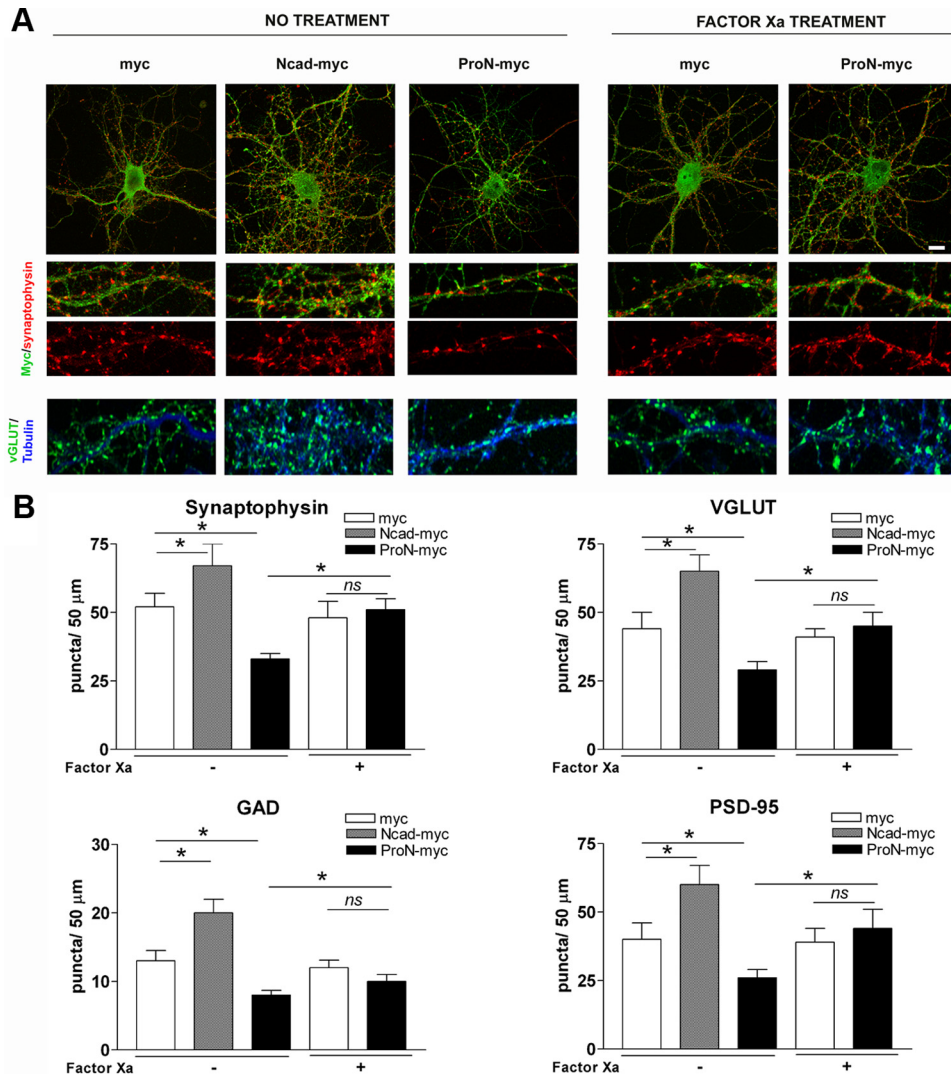 A
NO TREATMENT
FACTOR Xa TREATMENT
myc
Ncad-myc
ProN-myc
myc
ProN-myc
Myc/synaptophysin
vGLUT/
Tubulin
B
Synaptophysin
myc
Ncad-myc
ProN-myc
*
*
*
ns
puncta/ 50 µm
75
50
25
0
Factor Xa
-
+
VGLUT
myc
Ncad-myc
ProN-myc
*
*
*
ns
puncta/ 50 µm
75
50
25
0
Factor Xa
-
+
GAD
myc
Ncad-myc
ProN-myc
*
*
*
ns
puncta/ 50 µm
30
20
10
0
Factor Xa
-
+
PSD-95
myc
Ncad-myc
ProN-myc
*
*
*
ns
puncta/ 50 µm
75
50
25
0
Factor Xa
-
+